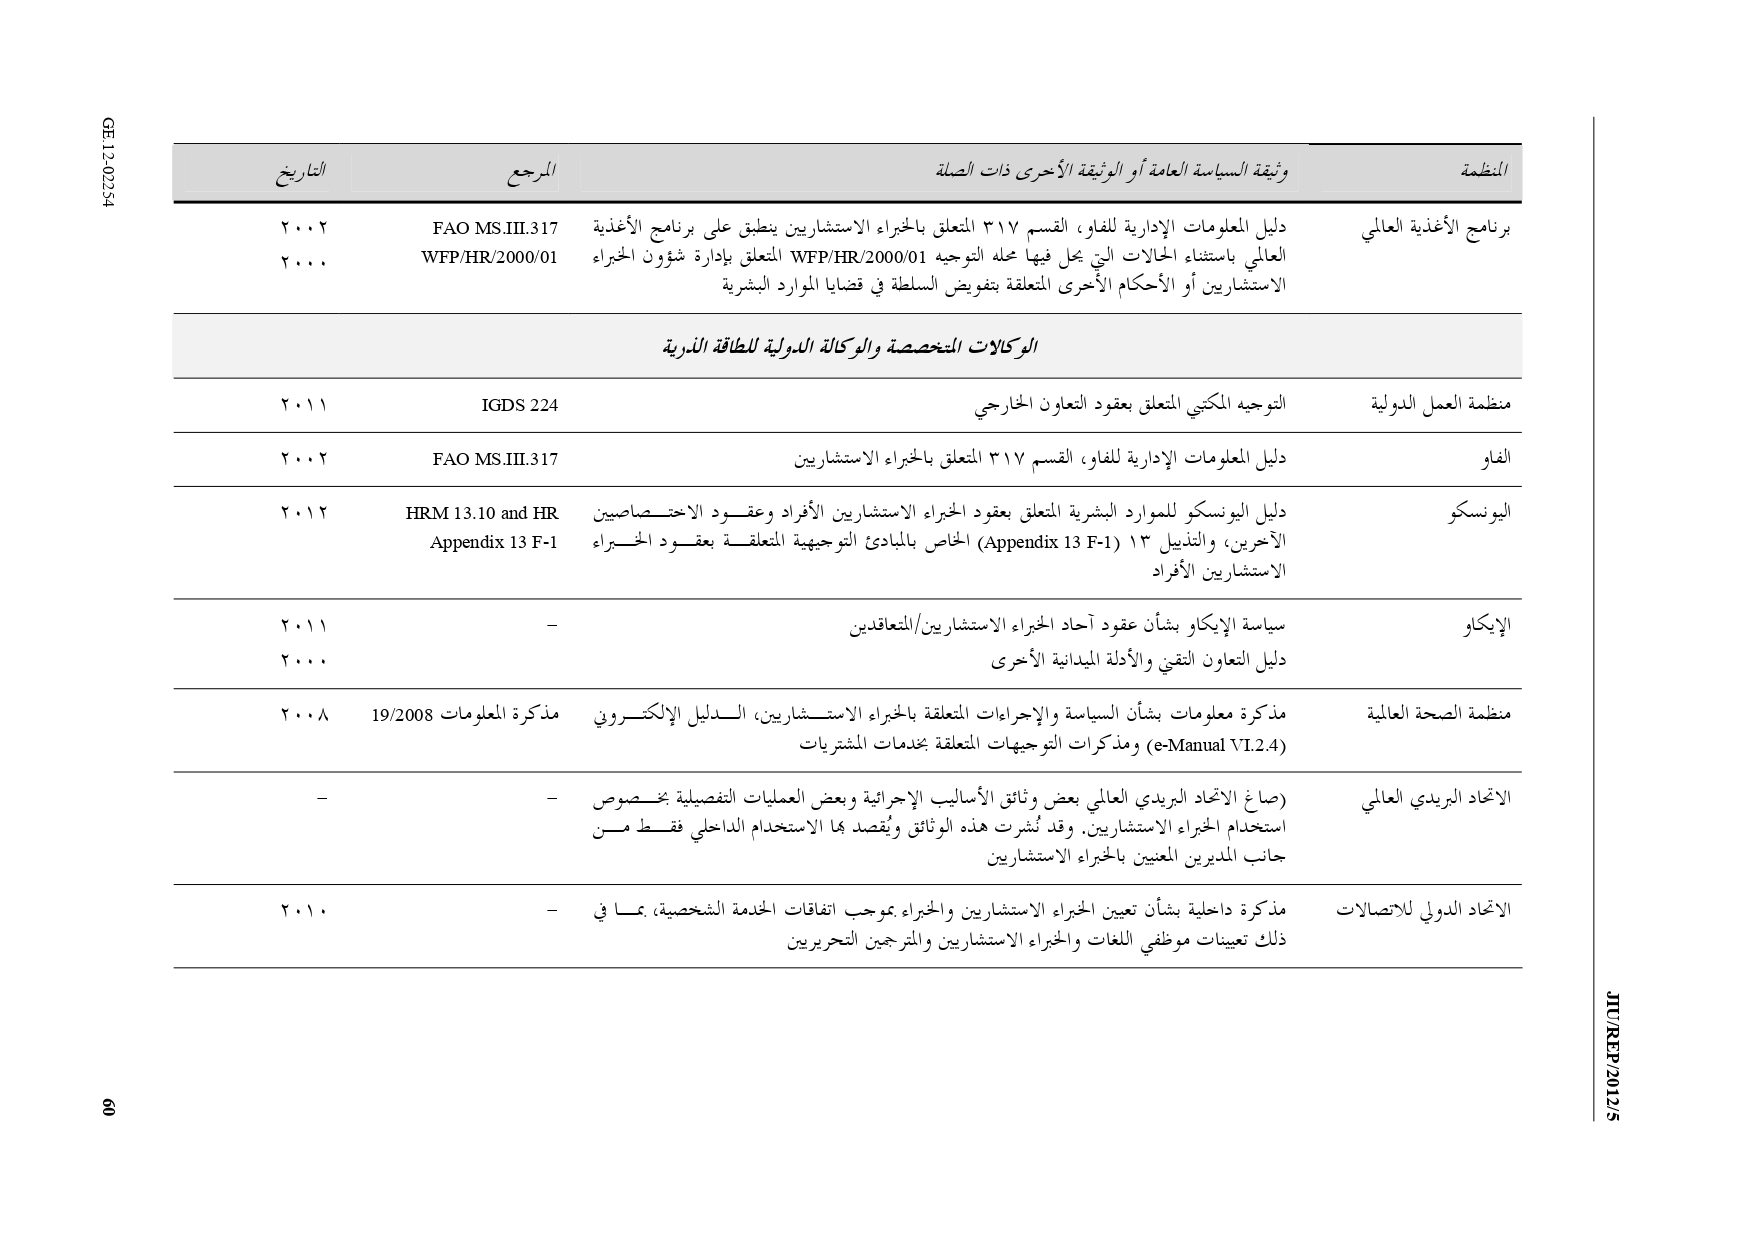 JIU/REP/2012/5
المنظمة وثيقة السياسة العامة أو الوثيقة الأخرى ذات الصلة المرجع التاريخ
برنامج الأغذية العالمي دليل المعلومات الإدارية للفاو، القسم ٣١٧ المتعلق بالخبراء الاستشاريين ينطبق على برنامج الأغذية FAO MS.III.317 ٢٠٠٢
العالمي باستثناء الحالات التي يحل فيها محله التوجيه WFP/HR/2000/01 المتعلق بإدارة شؤون الخبراء WFP/HR/2000/01 ٢٠٠٠
الاستشاريين أو الأحكام الأخرى المتعلقة بتفويض السلطة في قضايا الموارد البشرية
الوكالات المتخصصة والوكالة الدولية للطاقة الذرية
منظمة العمل الدولية التوجيه المكتبي المتعلق بعقود التعاون الخارجي IGDS 224 ٢٠١١
الفاو دليل المعلومات الإدارية للفاو، القسم ٣١٧ المتعلق بالخبراء الاستشاريين FAO MS.III.317 ٢٠٠٢
اليونسكو دليل اليونسكو للموارد البشرية المتعلق بعقود الخبراء الاستشاريين الأفراد وعقود الاختصاصيين HRM 13.10 and HR ٢٠١٢
الآخرين، والتذييل ١٣ (Appendix 13 F-1) الخاص بالمبادئ التوجيهية المتعلقة بعقود الخبراء Appendix 13 F-1
الاستشاريين الأفراد
الإيكاو سياسة الإيكاو بشأن عقود آحاد الخبراء الاستشاريين/المتعاقدين – ٢٠١١
دليل التعاون التقني والأدلة الميدانية الأخرى ٢٠٠٠
منظمة الصحة العالمية مذكرة معلومات بشأن السياسة والإجراءات المتعلقة بالخبراء الاستشاريين، الدليل الإلكتروني مذكرة المعلومات 19/2008 ٢٠٠٨
(e-Manual VI.2.4) ومذكرات التوجيهات المتعلقة بخدمات المشتريات
الاتحاد البريدي العالمي (صاغ الاتحاد البريدي العالمي بعض وثائق الأساليب الإجرائية وبعض العمليات التفصيلية بخصوص – –
استخدام الخبراء الاستشاريين. وقد نُشرت هذه الوثائق ويُقصد بها الاستخدام الداخلي فقط من
جانب المديرين المعنيين بالخبراء الاستشاريين
الاتحاد الدولي للاتصالات مذكرة داخلية بشأن تعيين الخبراء الاستشاريين والخبراء بموجب اتفاقات الخدمة الشخصية، بما في – ٢٠١٠
ذلك تعيينات موظفي اللغات والخبراء الاستشاريين والمترجمين التحريريين
GE.12-02254
60